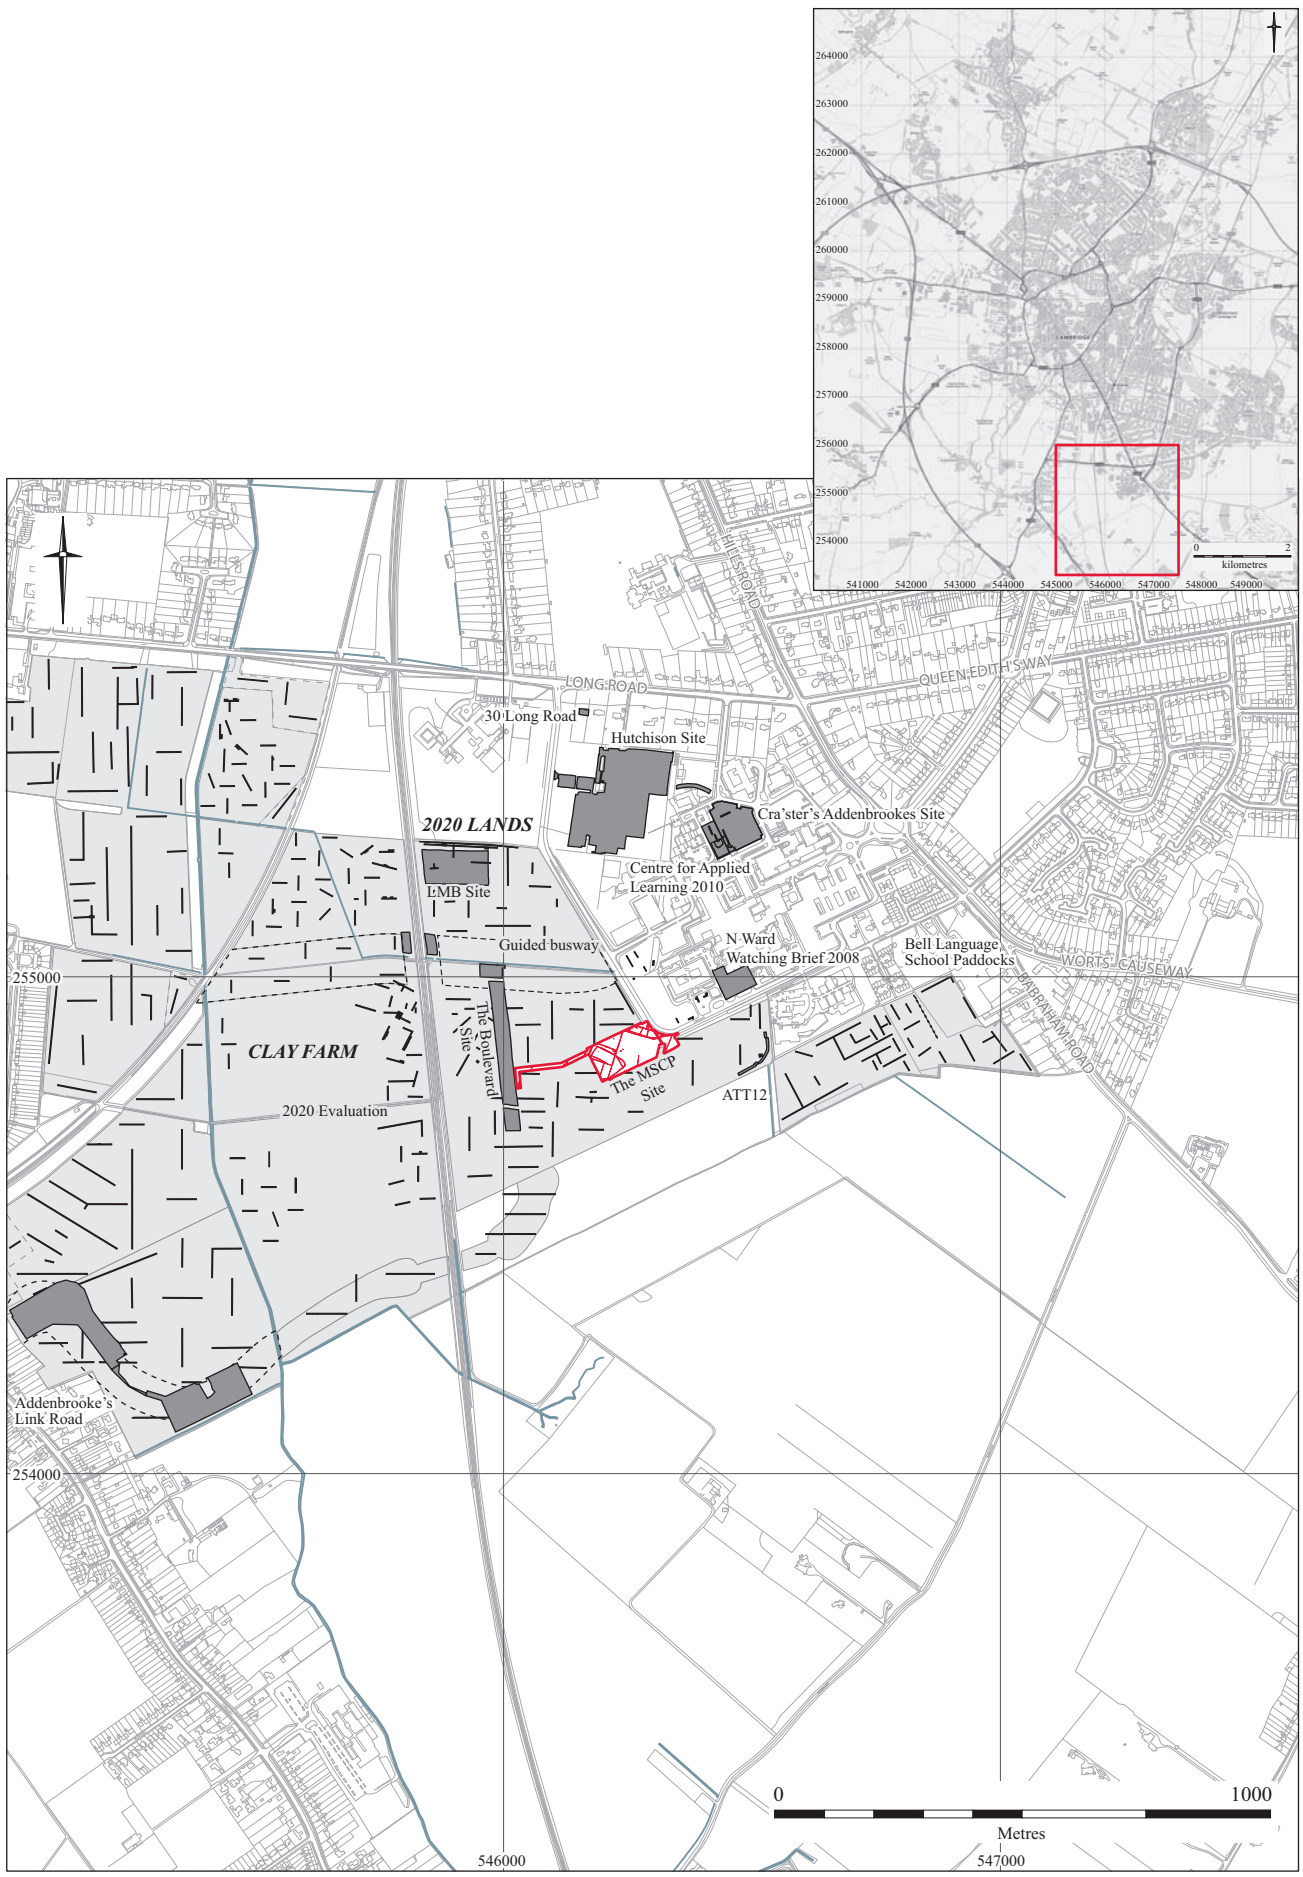 264000
263000
262000
261000
260000
259000
258000
257000
256000
255000
254000
CAMBRIDGE
0 2
kilometres
541000 542000 543000 544000 545000 546000 547000 548000 549000
HILLS ROAD
QUEEN EDITH'S WAY
LONG ROAD
30 Long Road
Hutchison Site
2020 LANDS
Cra'ster's Addenbrookes Site
Centre for Applied
Learning 2010
LMB Site
Guided busway
N Ward
Watching Brief 2008
Bell Language
School Paddocks
WORTS' CAUSEWAY
BABRAHAM ROAD
255000
The Boulevard
Site
CLAY FARM
The MSCP
Site
ATT12
2020 Evaluation
Addenbrooke's
Link Road
254000
0 1000
Metres
546000
547000